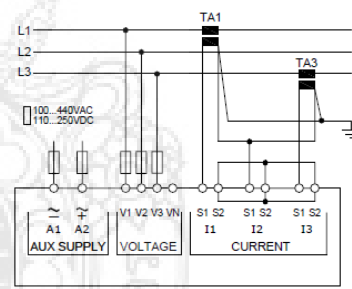 TA1
L1
L2
L3
TA3
100...440VAC
110...250VDC
V1 V2 V3 VN S1 S2 S1 S2 S1 S2
A1 A2 I1 I2 I3
AUX SUPPLY VOLTAGE CURRENT